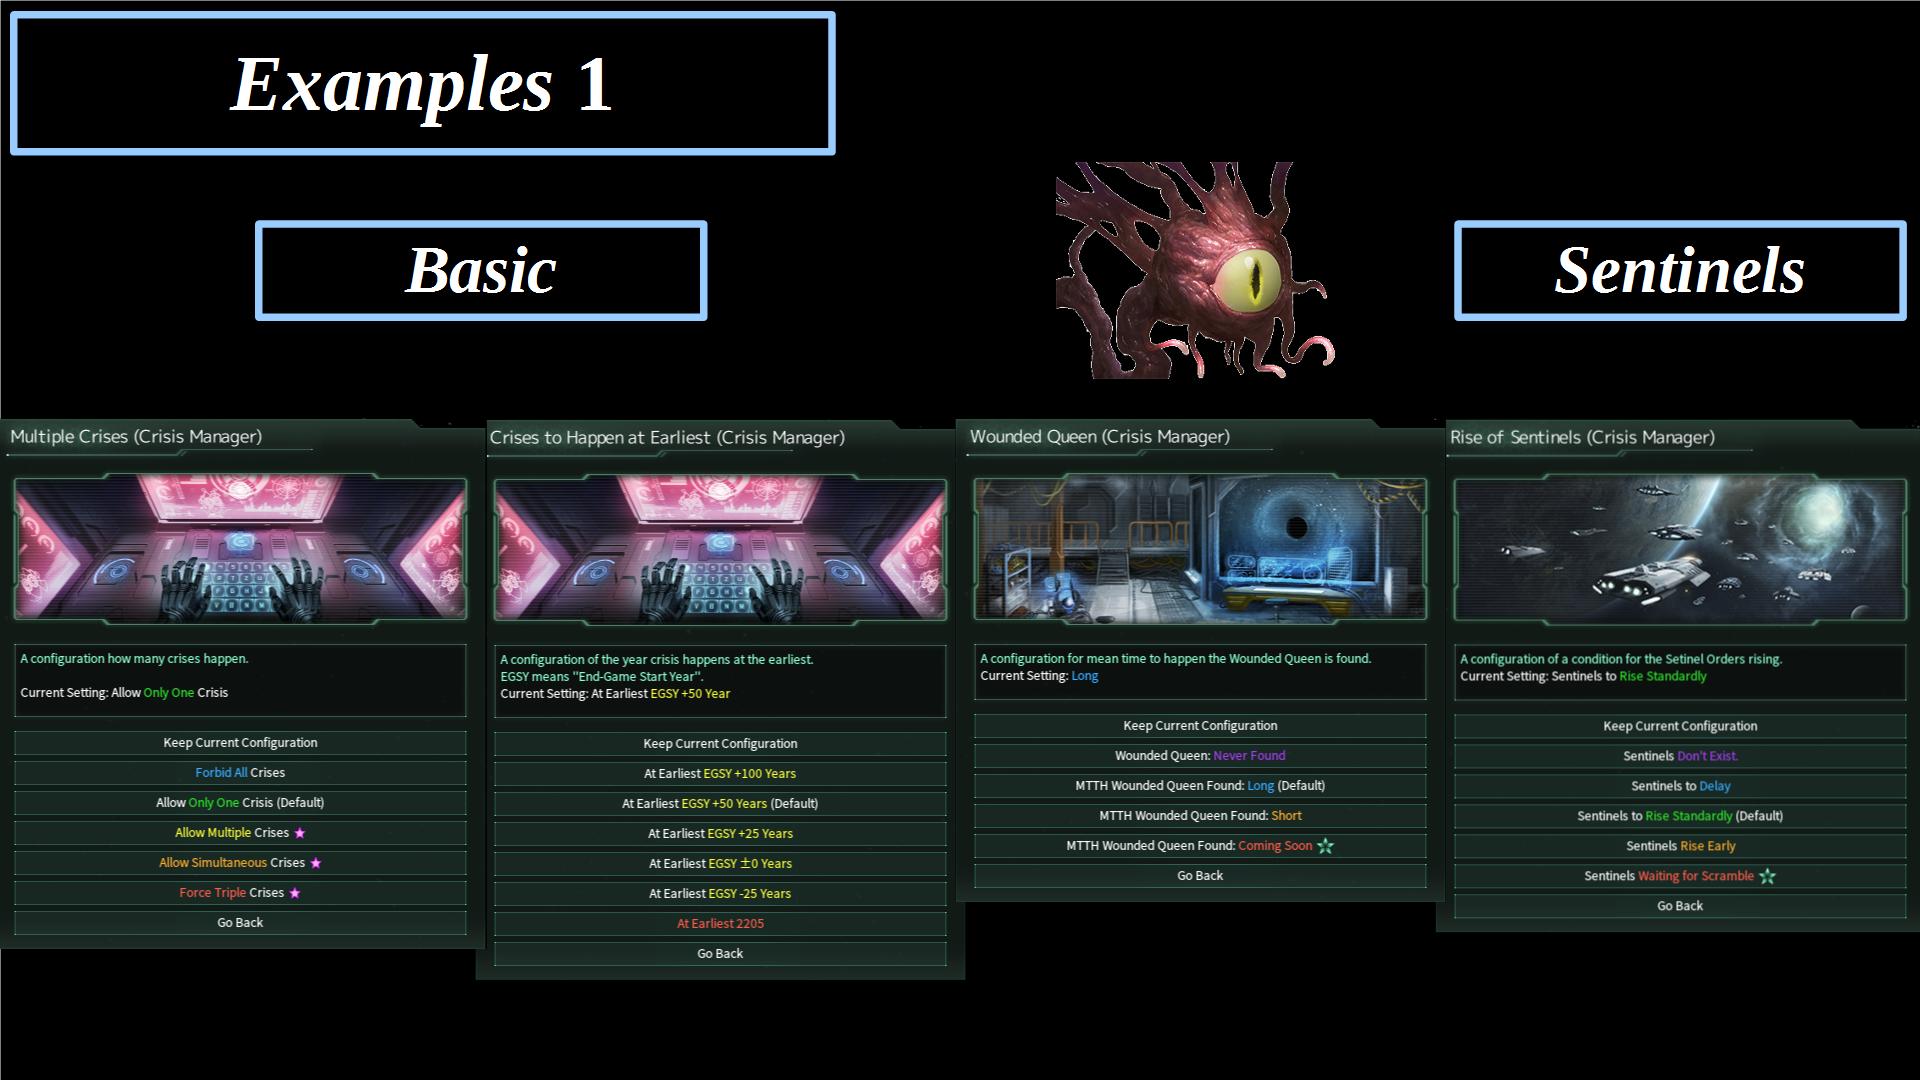 Examples 1
Basic
Sentinels
Multiple Crises (Crisis Manager)
A configuration how many crises happen.
Current Setting: Allow Only One Crisis
Keep Current Configuration
Forbid All Crises
Allow Only One Crisis (Default)
Allow Multiple Crises
Allow Simultaneous Crises
Force Triple Crises
Go Back
Crises to Happen at Earliest (Crisis Manager)
A configuration of the year crisis happens at the earliest.
EGSY means "End-Game Start Year".
Current Setting: At Earliest EGSY +50 Year
Keep Current Configuration
At Earliest EGSY +100 Years
At Earliest EGSY +50 Years (Default)
At Earliest EGSY +25 Years
At Earliest EGSY ±0 Years
At Earliest EGSY -25 Years
At Earliest 2205
Go Back
Wounded Queen (Crisis Manager)
A configuration for mean time to happen the Wounded Queen is found.
Current Setting: Long
Keep Current Configuration
Wounded Queen: Never Found
MTTH Wounded Queen Found: Long (Default)
MTTH Wounded Queen Found: Short
MTTH Wounded Queen Found: Coming Soon
Go Back
Rise of Sentinels (Crisis Manager)
A configuration of a condition for the Setinel Orders rising.
Current Setting: Sentinels to Rise Standardly
Keep Current Configuration
Sentinels Don't Exist.
Sentinels to Delay
Sentinels to Rise Standardly (Default)
Sentinels Rise Early
Sentinels Waiting for Scramble
Go Back